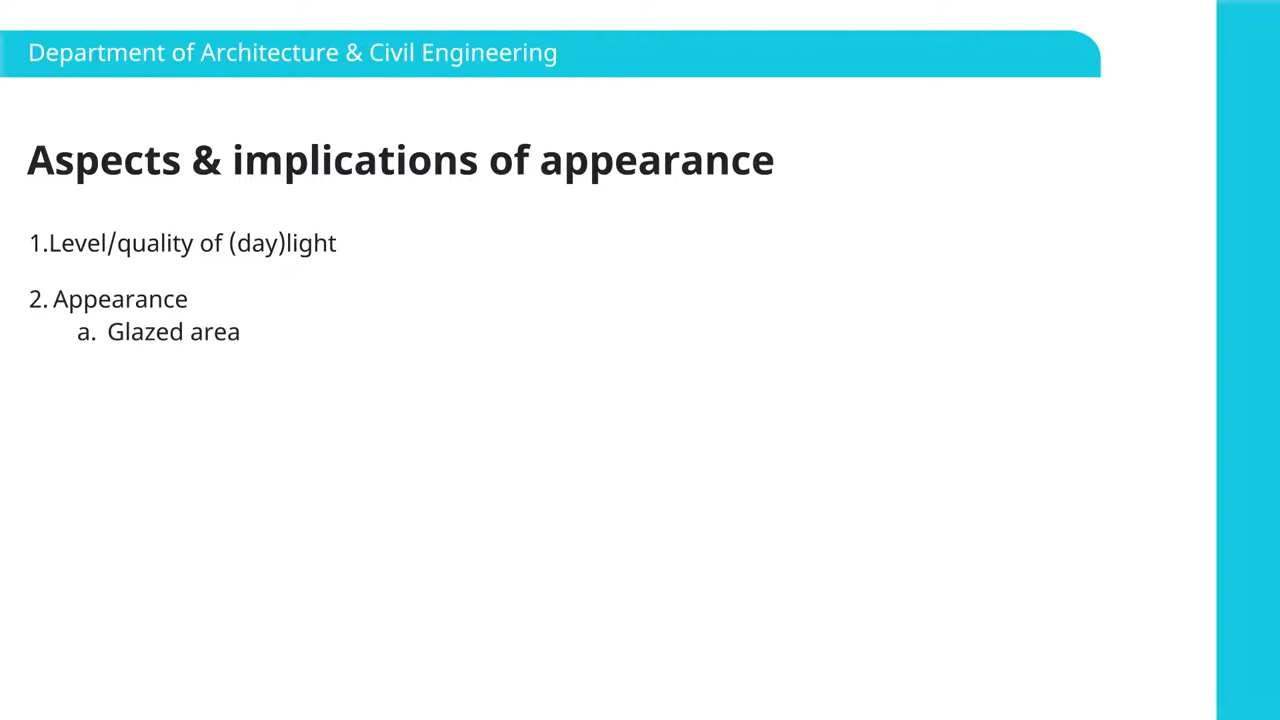 Department of Architecture & Civil Engineering
Aspects & implications of appearance
1.Level/quality of (day)light
2. Appearance
a. Glazed area